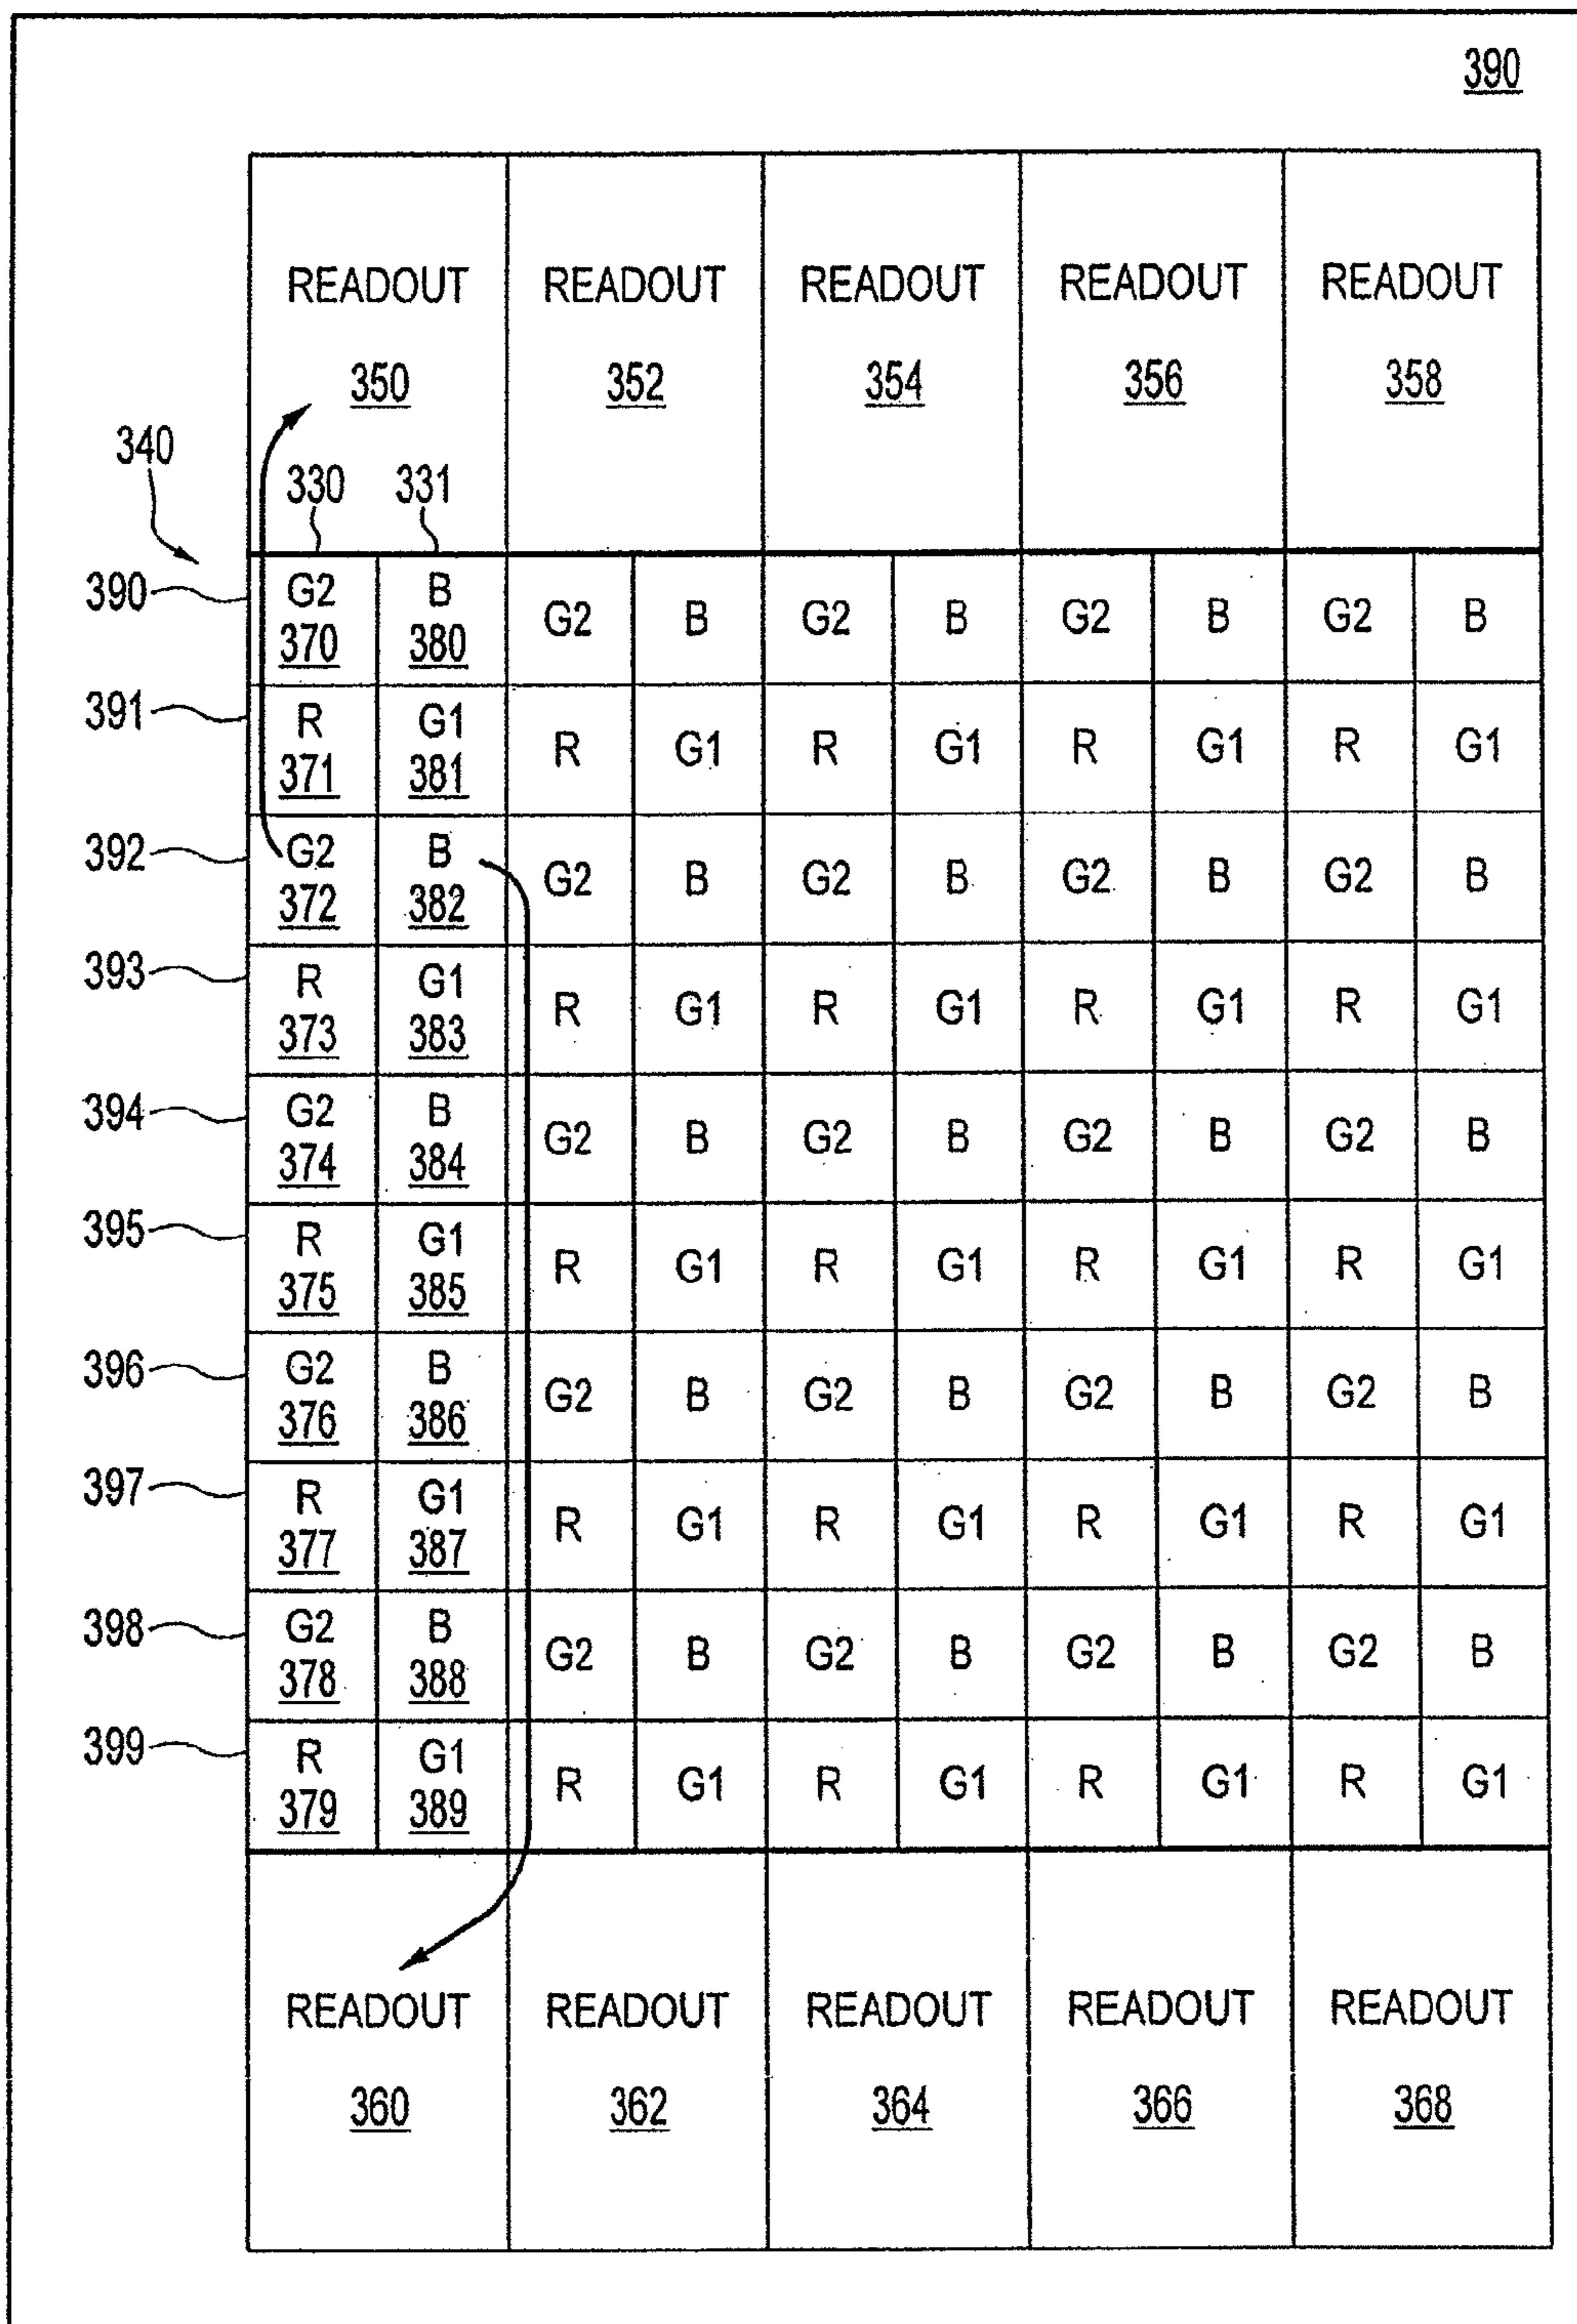 390
READOUT READOUT READOUT READOUT READOUT
350 352 354 356 358
340
330 331
390 G2 B G2 B G2 B G2 B G2 B
370 380
391 R G1 R G1 R G1 R G1 R G1
371 381
392 G2 B G2 B G2 B G2 B G2 B
372 382
393 R G1 R G1 R G1 R G1 R G1
373 383
394 G2 B G2 B G2 B G2 B G2 B
374 384
395 R G1 R G1 R G1 R G1 R G1
375 385
396 G2 B G2 B G2 B G2 B G2 B
376 386
397 R G1 R G1 R G1 R G1 R G1
377 387
398 G2 B G2 B G2 B G2 B G2 B
378 388
399 R G1 R G1 R G1 R G1 R G1
379 389
READOUT READOUT READOUT READOUT READOUT
360 362 364 366 368